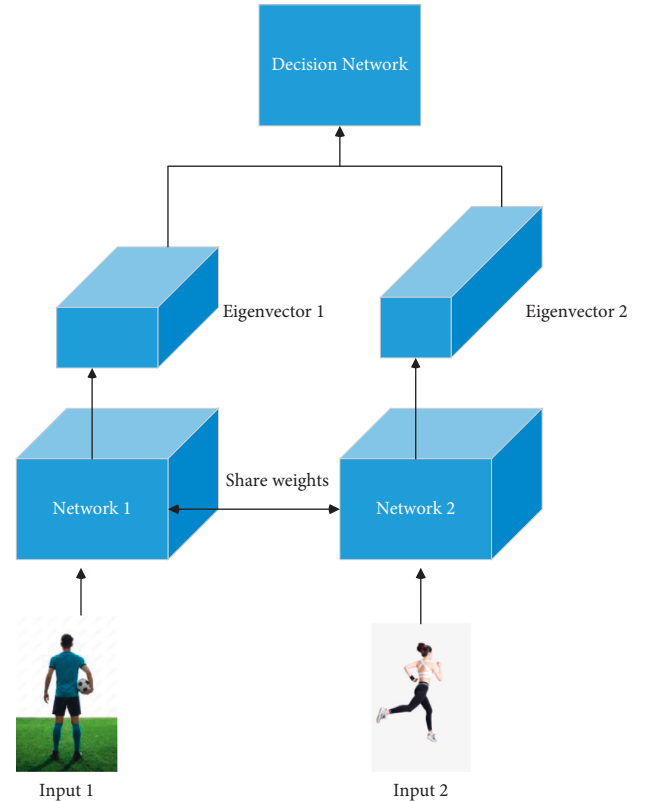 Decision Network
Eigenvector 1
Eigenvector 2
Share weights
Network 1
Network 2
Input 1
Input 2